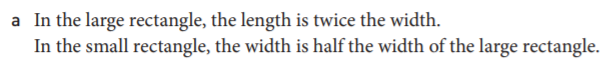 a In the large rectangle, the length is twice the width.
In the small rectangle, the width is half the width of the large rectangle.